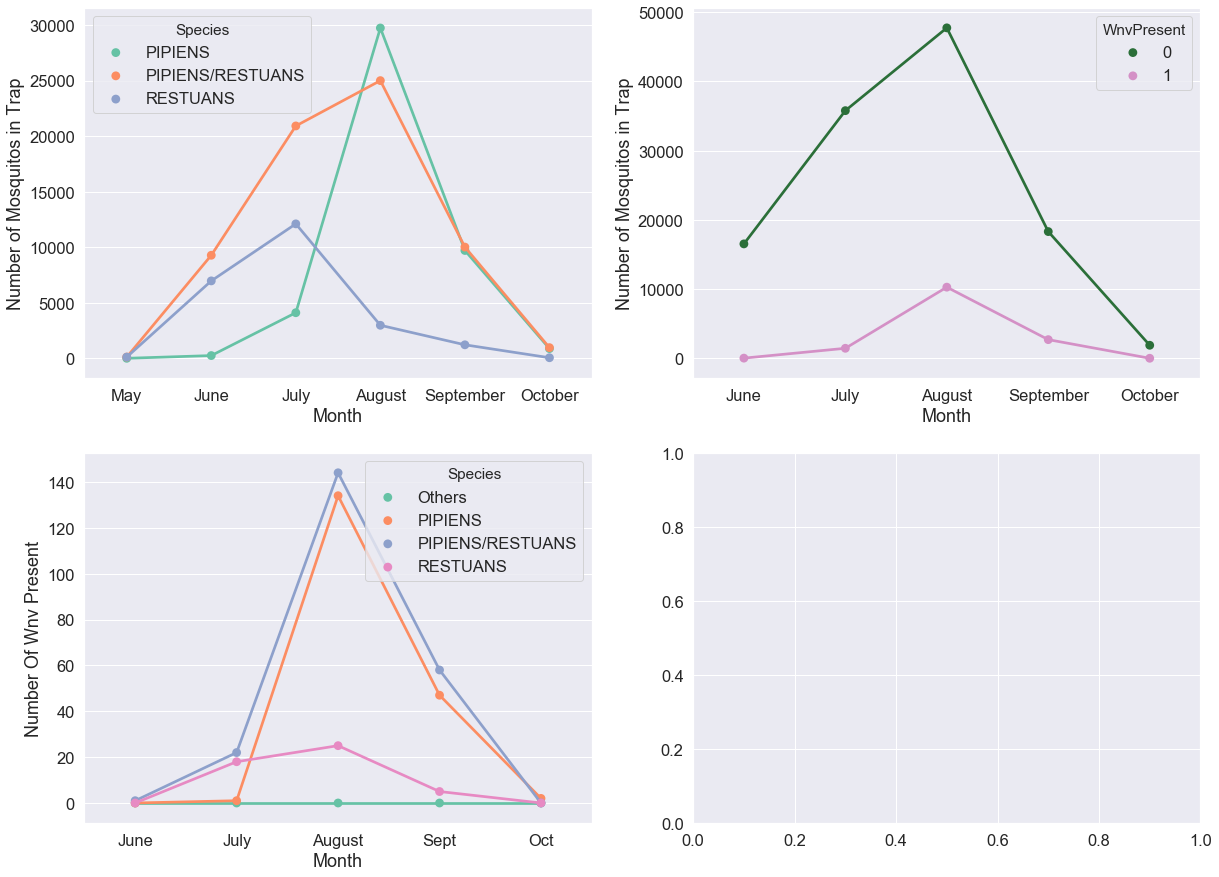 Species
PIPIENS
PIPIENS/RESTUANS
RESTUANS
30000
25000
20000
15000
10000
5000
0
Number of Mosquitos in Trap
May June July August September October
Month
WnvPresent
0
1
50000
40000
30000
20000
10000
0
Number of Mosquitos in Trap
June July August September October
Month
Species
Others
PIPIENS
PIPIENS/RESTUANS
RESTUANS
140
120
100
80
60
40
20
0
Number Of Wnv Present
June July August Sept Oct
Month
1.0
0.8
0.6
0.4
0.2
0.0
0.0 0.2 0.4 0.6 0.8 1.0